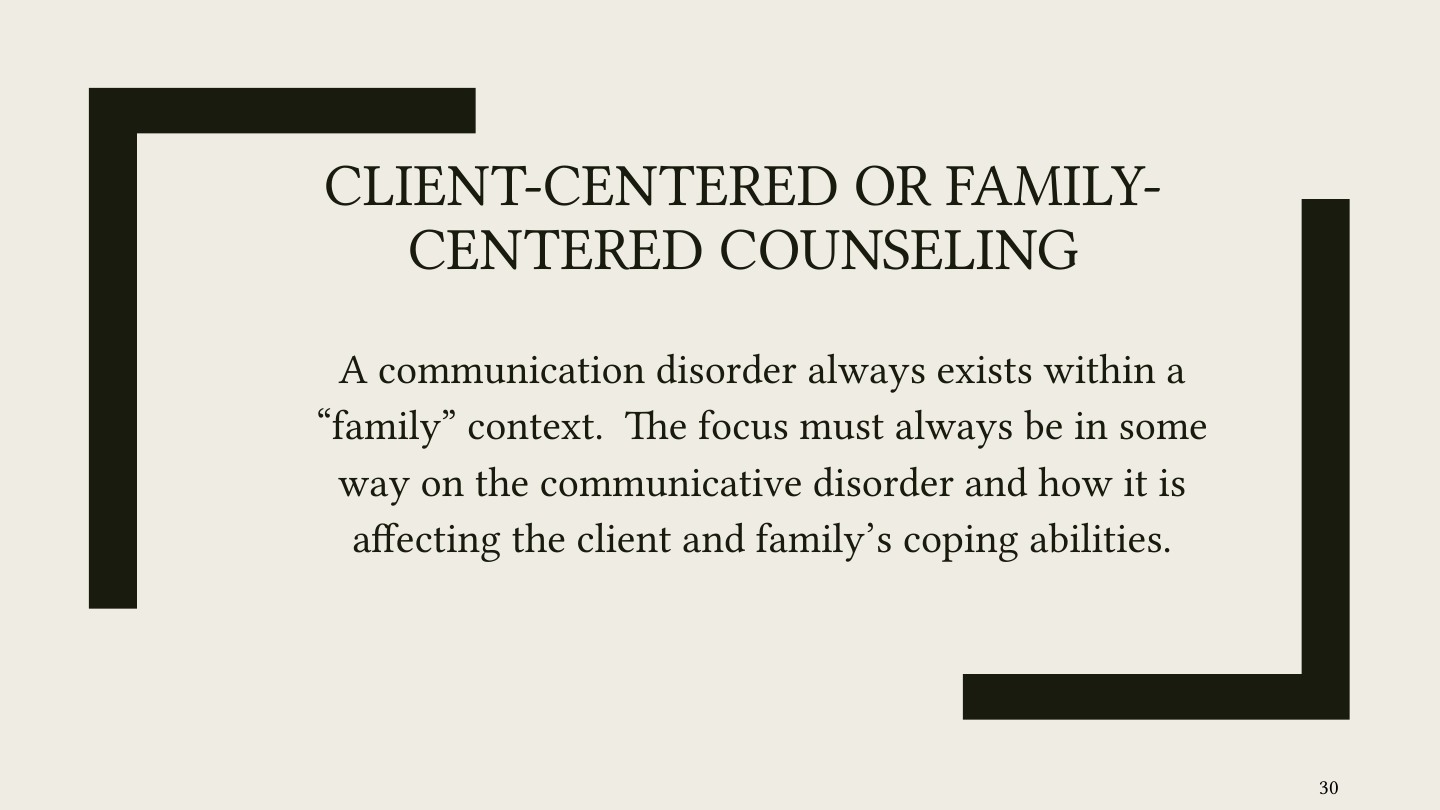 CLIENT-CENTERED OR FAMILY-
CENTERED COUNSELING
A communication disorder always exists within a
“family” context.  The focus must always be in some
way on the communicative disorder and how it is
affecting the client and family’s coping abilities.
30